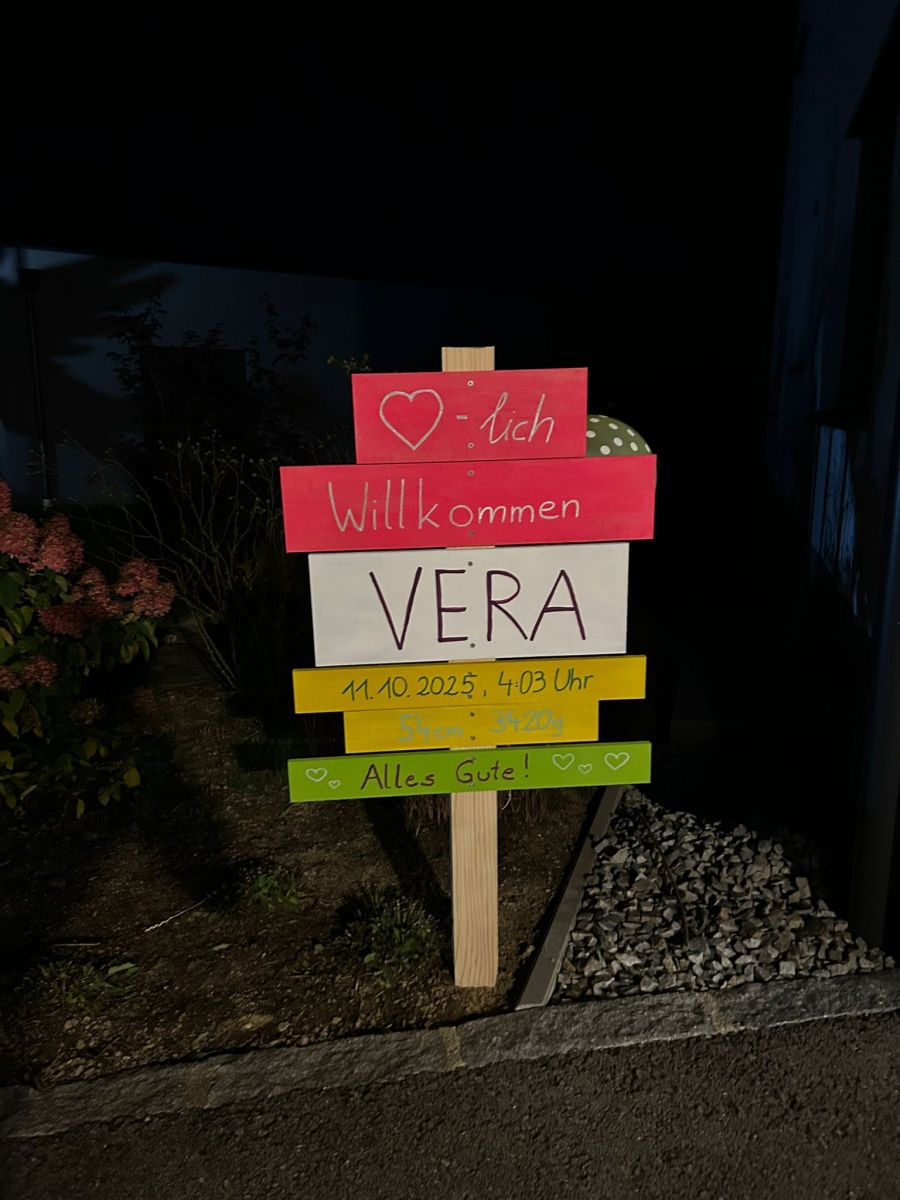 ♡-lich
Willkommen
VERA
11.10.2025, 4:03 Uhr
54cm 3420g
Alles Gute!